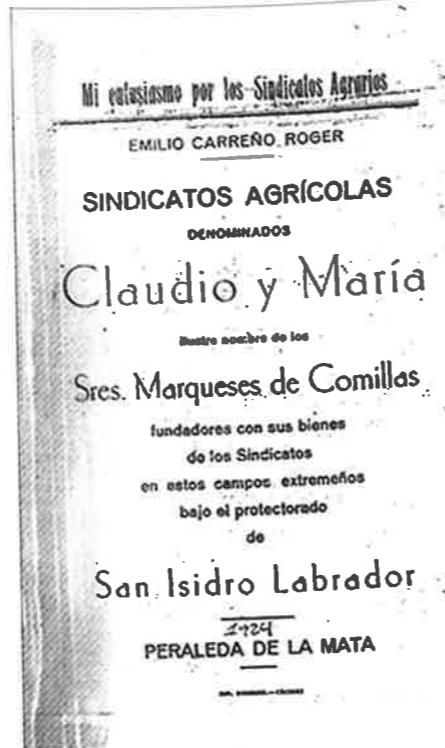 Mi entusiasmo por los Sindicatos Agrarios
EMILIO CARREÑO ROGER
SINDICATOS AGRÍCOLAS
DENOMINADOS
Claudio y María
ilustre nombre de los
Sres. Marqueses de Comillas
fundadores con sus bienes
de los Sindicatos
en estos campos extremeños
bajo el protectorado
de
San Isidro Labrador
1924
PERALEDA DE LA MATA